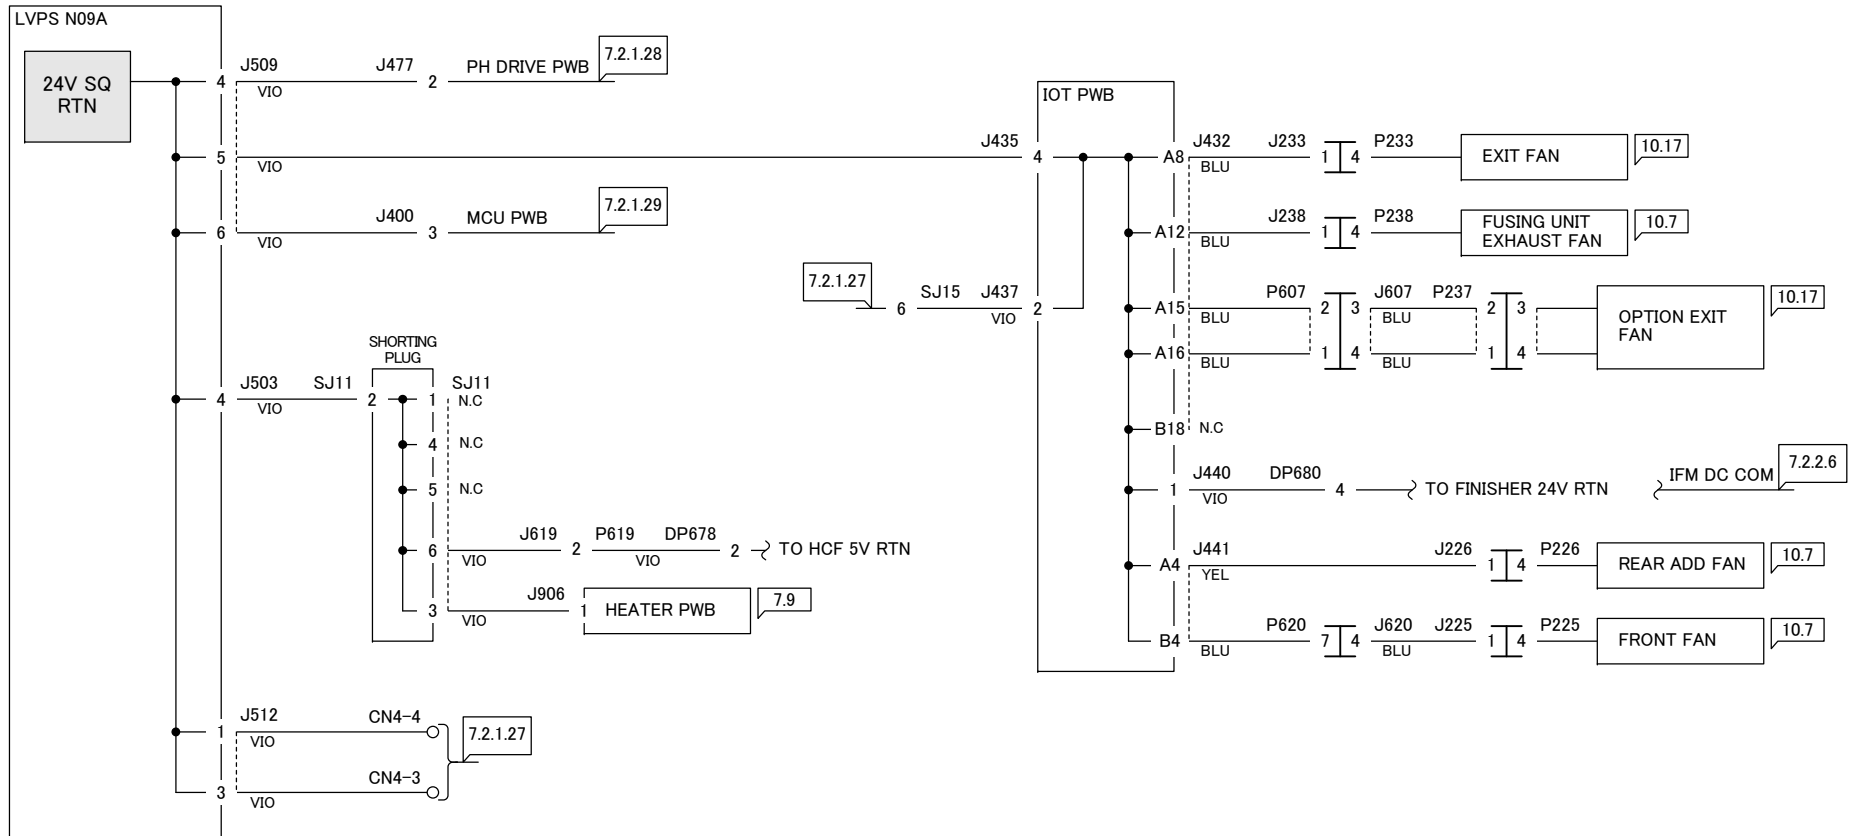 LVPS N09A
24V SQ
RTN
4 J509 J477 2 PH DRIVE PWB 7.2.1.28
VIO
IOT PWB
5 J435 4 A8 J432 J233 1 4 P233 EXIT FAN 10.17
VIO BLU
6 J400 3 MCU PWB 7.2.1.29
VIO
A12 J238 1 4 P238 FUSING UNIT
EXHAUST FAN 10.7
BLU
7.2.1.27 6 SJ15 J437 2
VIO
A15 P607 2 3 J607 P237 2 3 OPTION EXIT
FAN 10.17
BLU BLU
A16 1 4 1 4
BLU BLU
SHORTING
PLUG
4 J503 SJ11 2 1 SJ11
VIO N.C
B18 N.C
4 N.C
5 N.C
1 J440 DP680 4 TO FINISHER 24V RTN IFM DC COM 7.2.2.6
VIO
6 J619 2 P619 DP678 2 TO HCF 5V RTN
VIO VIO
A4 J441 J226 1 4 P226 REAR ADD FAN 10.7
YEL
3 J906 1 HEATER PWB 7.9
VIO
B4 P620 7 4 J620 J225 1 4 P225 FRONT FAN 10.7
BLU BLU
1 J512 CN4-4 7.2.1.27
VIO
3 CN4-3
VIO